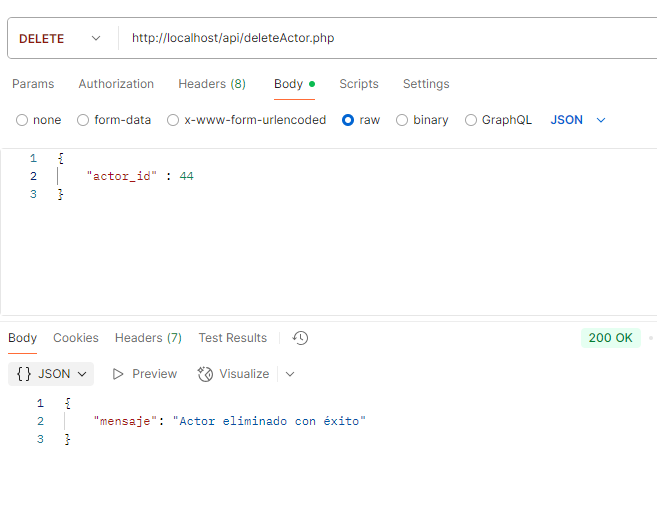 DELETE http://localhost/api/deleteActor.php
Params Authorization Headers (8) Body Scripts Settings
none form-data x-www-form-urlencoded raw binary GraphQL JSON
1 {
2 "actor_id" : 44
3 }
Body Cookies Headers (7) Test Results 200 OK
{} JSON Preview Visualize
1 {
2 "mensaje": "Actor eliminado con éxito"
3 }